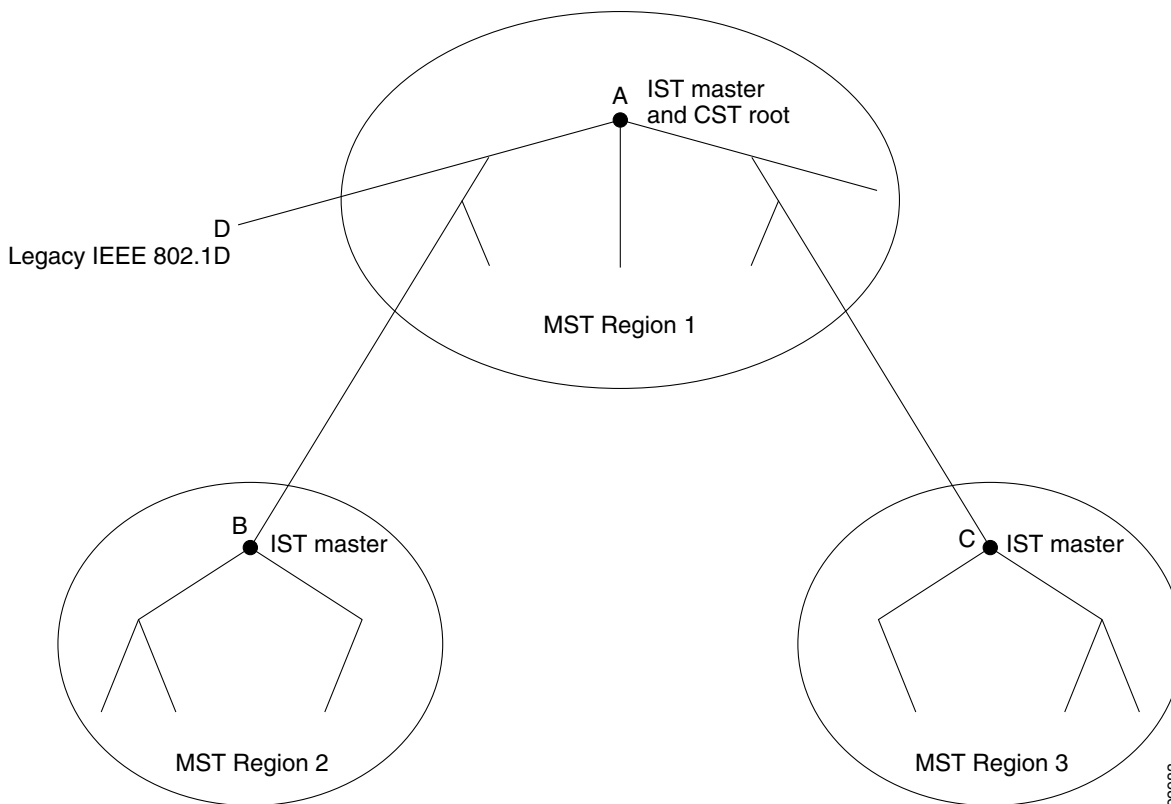 A
IST master
and CST root
D
Legacy IEEE 802.1D
MST Region 1
B
IST master
C
IST master
MST Region 2
MST Region 3